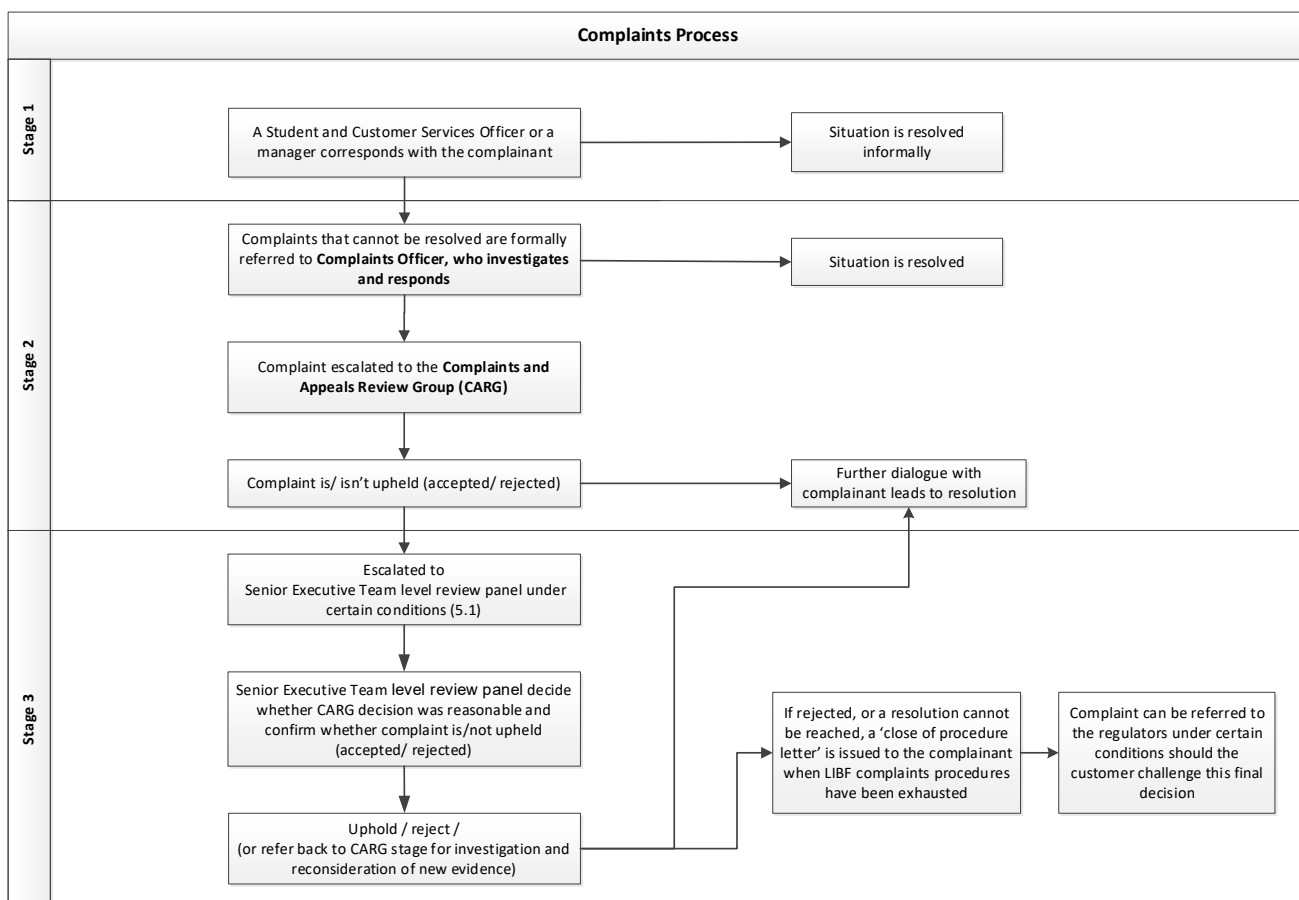 Complaints Process
Stage 1
A Student and Customer Services Officer or a
manager corresponds with the complainant
Situation is resolved
informally
Stage 2
Complaints that cannot be resolved are formally
referred to Complaints Officer, who investigates
and responds
Situation is resolved
Complaint escalated to the Complaints and
Appeals Review Group (CARG)
Complaint is/ isn’t upheld (accepted/ rejected)
Further dialogue with
complainant leads to resolution
Stage 3
Escalated to
Senior Executive Team level review panel under
certain conditions (5.1)
Senior Executive Team level review panel decide
whether CARG decision was reasonable and
confirm whether complaint is/not upheld
(accepted/ rejected)
If rejected, or a resolution cannot
be reached, a ‘close of procedure
letter’ is issued to the complainant
when LIBF complaints procedures
have been exhausted
Complaint can be referred to
the regulators under certain
conditions should the
customer challenge this final
decision
Uphold / reject /
(or refer back to CARG stage for investigation and
reconsideration of new evidence)